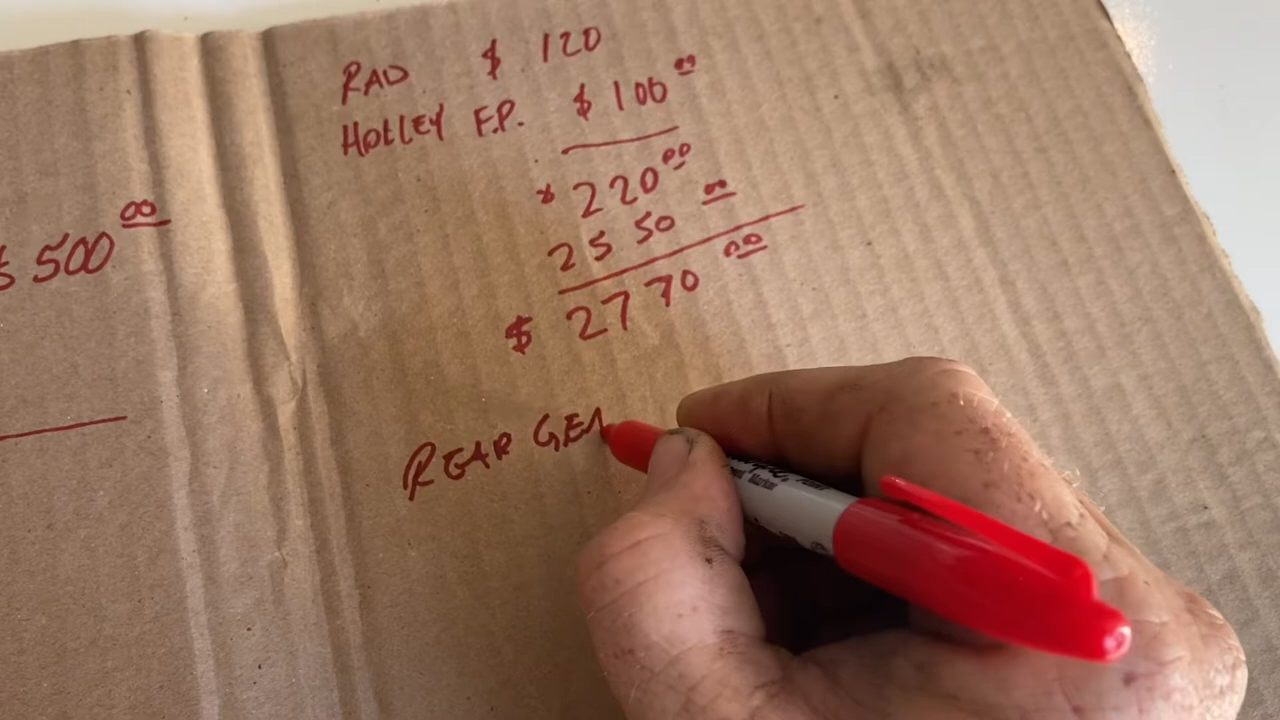 $ 500 00
RAD $ 120
HOLLEY F.P. $ 100 00
220 00
2550 00
$ 2770 00
REAR GEA